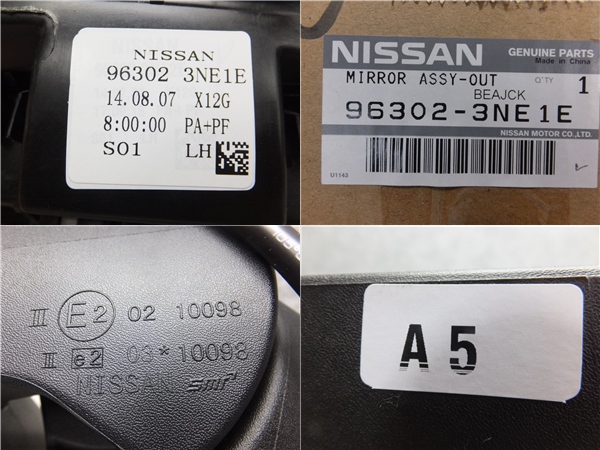 NISSAN
96302 3NE1E
14.08.07 X12G
8:00:00 PA+PF
S01 LH
NISSAN GENUINE PARTS
Made in China
MIRROR ASSY-OUT Q'TY 1
BEAJCK
96302-3NE1E
NISSAN MOTOR CO.,LTD.
U1143
III E2 02 10098
III e2 03*10098
NISSAN smr
A5